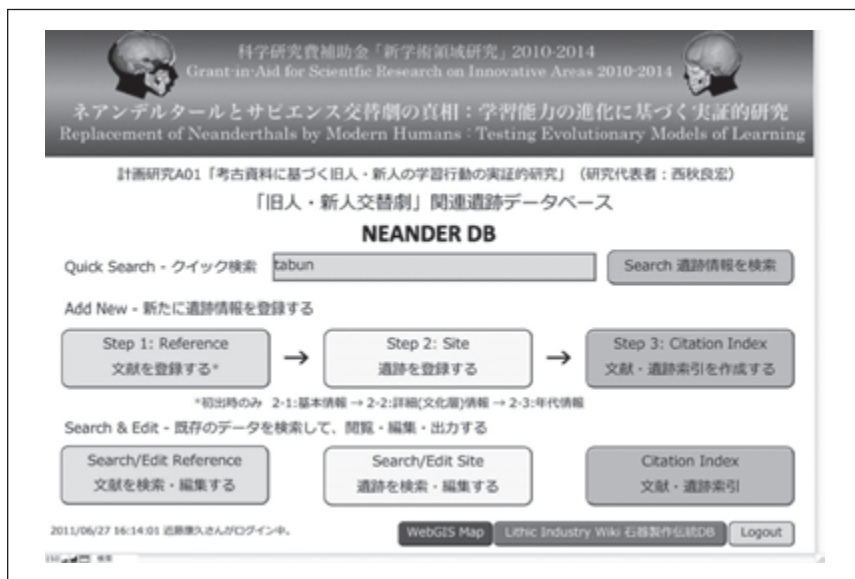 科学研究費補助金「新学術領域研究」2010-2014
Grant-in-Aid for Scientfic Research on Innovative Areas 2010-2014
ネアンデルタールとサピエンス交替劇の真相：学習能力の進化に基づく実証的研究
Replacement of Neanderthals by Modern Humans : Testing Evolutionary Models of Learning
計画研究A01「考古資料に基づく旧人・新人の学習行動の実証的研究」（研究代表者：西秋良宏）
「旧人・新人交替劇」関連遺跡データベース
NEANDER DB
Quick Search - クイック検索 tabun Search 遺跡情報を検索
Add New - 新たに遺跡情報を登録する
Step 1: Reference → Step 2: Site → Step 3: Citation Index
文献を登録する* 遺跡を登録する 文献・遺跡索引を作成する
*初出時のみ 2-1:基本情報 → 2-2:詳細(文化層)情報 → 2-3:年代情報
Search & Edit - 既存のデータを検索して、閲覧・編集・出力する
Search/Edit Reference Search/Edit Site Citation Index
文献を検索・編集する 遺跡を検索・編集する 文献・遺跡索引
2011/06/27 16:14:01 近藤康久さんがログイン中。 WebGIS Map Lithic Industry Wiki 石器製作伝統DB Logout